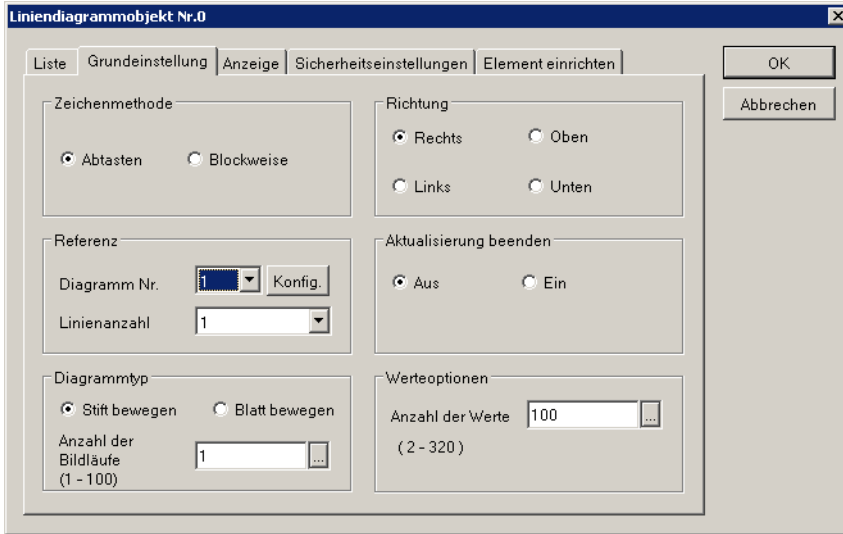 Liniendiagrammobjekt Nr.0
Liste Grundeinstellung Anzeige Sicherheitseinstellungen Element einrichten
OK
Abbrechen
Zeichenmethode
Abtasten Blockweise
Richtung
Rechts Oben
Links Unten
Referenz
Diagramm Nr. 1 Konfig.
Linienanzahl 1
Aktualisierung beenden
Aus Ein
Diagrammtyp
Stift bewegen Blatt bewegen
Anzahl der
Bildläufe
(1 - 100)
1 ...
Werteoptionen
Anzahl der Werte 100 ...
( 2 - 320 )